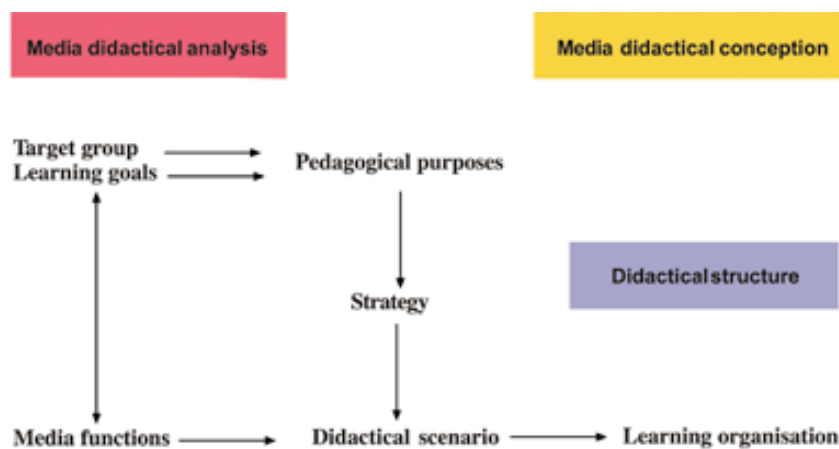 Media didactical analysis
Media didactical conception
Target group
Learning goals
Pedagogical purposes
Didactical structure
Strategy
Media functions
Didactical scenario
Learning organisation